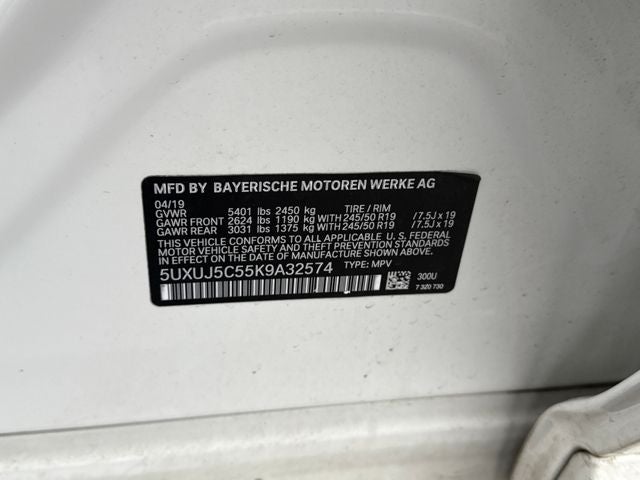 MFD BY BAYERISCHE MOTOREN WERKE AG
04/19
GVWR 5401 lbs 2450 kg TIRE / RIM
GAWR FRONT 2624 lbs 1190 kg WITH 245/50 R19 / 7.5J x 19
GAWR REAR 3031 lbs 1375 kg WITH 245/50 R19 / 7.5J x 19
THIS VEHICLE CONFORMS TO ALL APPLICABLE U.S. FEDERAL
MOTOR VEHICLE SAFETY STANDARDS IN EFFECT
ON THE DATE OF MANUFACTURE SHOWN ABOVE.
5UXUJ5C55K9A32574 TYPE: MPV
300U
7 320 730